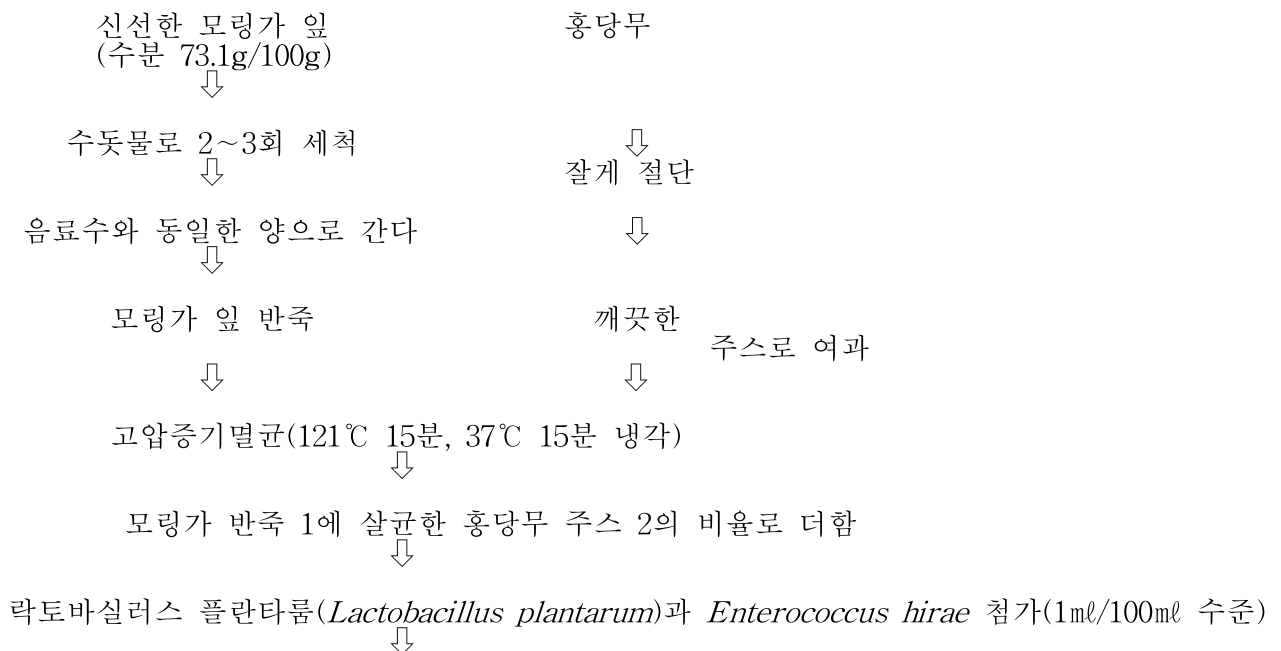 신선한 모링가 잎 홍당무
(수분 73.1g/100g)
⇩
수돗물로 2~3회 세척 ⇩
⇩ 잘게 절단
음료수와 동일한 양으로 간다 ⇩
⇩
모링가 잎 반죽 깨끗한
주스로 여과
⇩ ⇩
고압증기멸균(121℃ 15분, 37℃ 15분 냉각)
⇩
모링가 반죽 1에 살균한 홍당무 주스 2의 비율로 더함
⇩
락토바실러스 플란타룸(Lactobacillus plantarum)과 Enterococcus hirae 첨가(1㎖/100㎖ 수준)
⇩